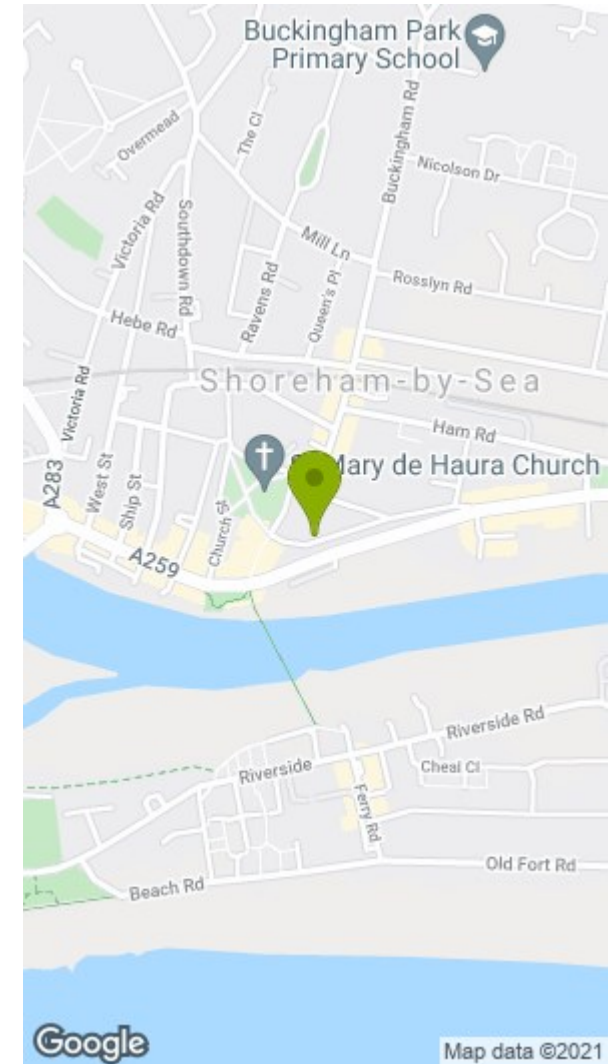 Buckingham Park
Primary School
Overmead
The Cl
Buckingham Rd
Nicolson Dr
Victoria Rd
Southdown Rd
Mill Ln
Ravens Rd
Queen's Pl
Rosslyn Rd
Hebe Rd
Shoreham-by-Sea
Victoria Rd
Ham Rd
Mary de Haura Church
A283
West St
Ship St
Church St
A259
Riverside Rd
Riverside
Cheal Cl
Ferry Rd
Old Fort Rd
Beach Rd
Google
Map data ©2021